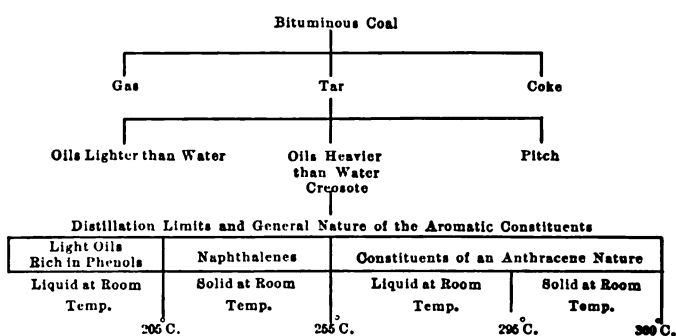 Bituminous Coal
Gas Tar Coke
Oils Lighter than Water Oils Heavier Pitch
than Water
Creosote
Distillation Limits and General Nature of the Aromatic Constituents
Light Oils
Rich in Phenols Naphthalenes Constituents of an Anthracene Nature
Liquid at Room Solid at Room Liquid at Room Solid at Room
Temp. Temp. Temp. Temp.
205°C. 255°C. 295°C. 360°C.